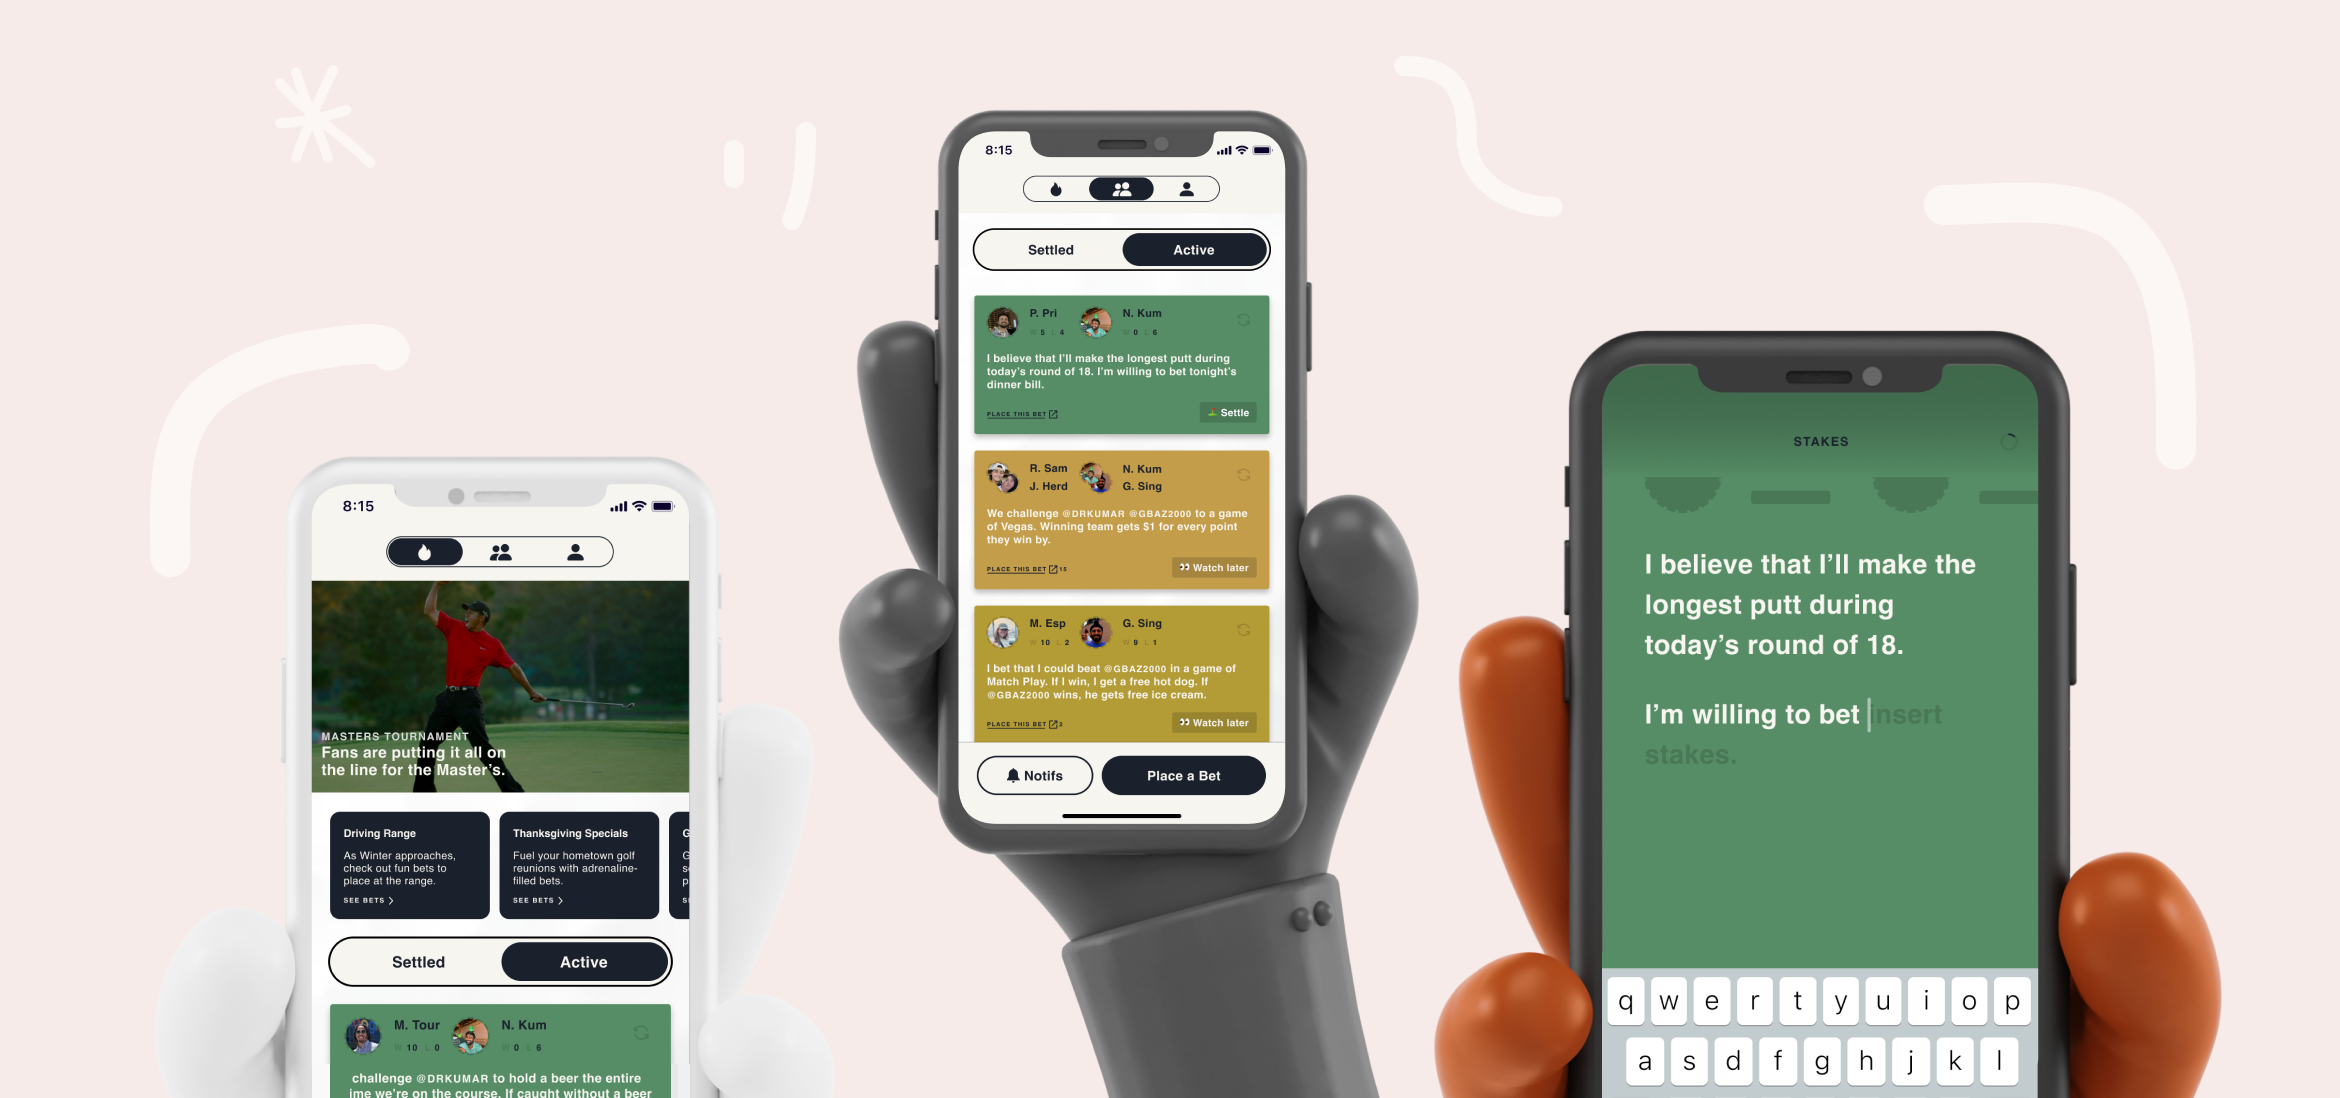 8:15
MASTERS TOURNAMENT
Fans are putting it all on
the line for the Master's.
Driving Range
As Winter approaches,
check out fun bets to
place at the range.
SEE BETS
Thanksgiving Specials
Fuel your hometown golf
reunions with adrenaline-
filled bets.
SEE BETS
G
G
s
p
S
Settled Active
M. Tour N. Kum
W 10 L 0 W 0 L 6
challenge @DRKUMAR to hold a beer the entire
ime we're on the course. If caught without a beer
8:15
Settled Active
P. Pri N. Kum
W 5 L 4 W 0 L 6
I believe that I'll make the longest putt during
today's round of 18. I'm willing to bet tonight's
dinner bill.
PLACE THIS BET Settle
R. Sam N. Kum
J. Herd G. Sing
We challenge @DRKUMAR @GBAZ2000 to a game
of Vegas. Winning team gets $1 for every point
they win by.
PLACE THIS BET 15 Watch later
M. Esp G. Sing
W 10 L 2 W 9 L 1
I bet that I could beat @GBAZ2000 in a game of
Match Play. If I win, I get a free hot dog. If
@GBAZ2000 wins, he gets free ice cream.
PLACE THIS BET 2 Watch later
Notifs Place a Bet
STAKES
I believe that I'll make the
longest putt during
today's round of 18.
I'm willing to bet insert
stakes.
q w e r t y u i o p
a s d f g h j k l